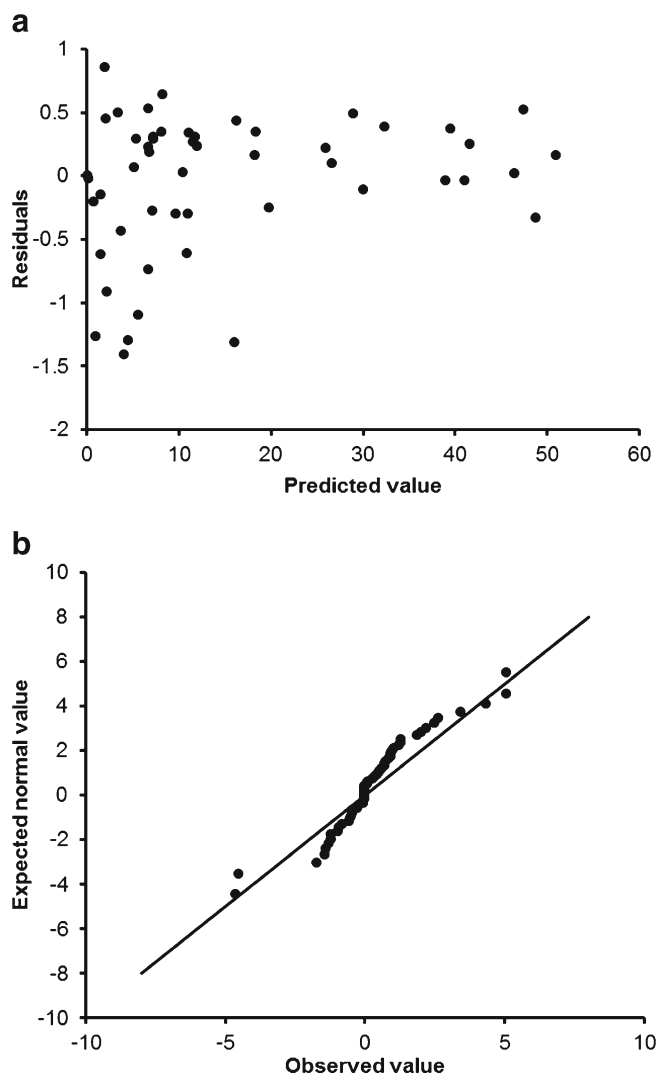 a
1
0.5
0
-0.5
-1
-1.5
-2
Residuals
0 10 20 30 40 50 60
Predicted value
b
10
8
6
4
2
0
-2
-4
-6
-8
-10
Expected normal value
-10 -5 0 5 10
Observed value